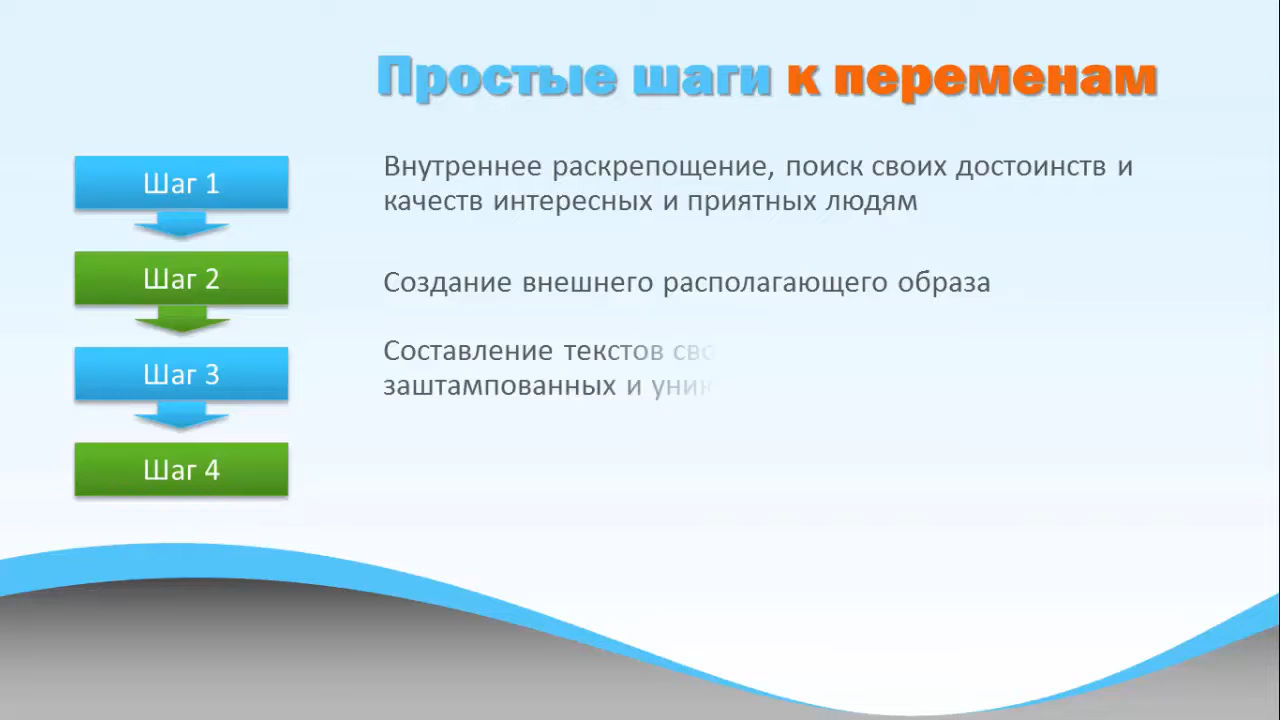 Простые шаги к переменам
Шаг 1
Внутреннее раскрепощение, поиск своих достоинств и
качеств интересных и приятных людям
Шаг 2
Создание внешнего располагающего образа
Шаг 3
Составление текстов
заштампованных и
Шаг 4